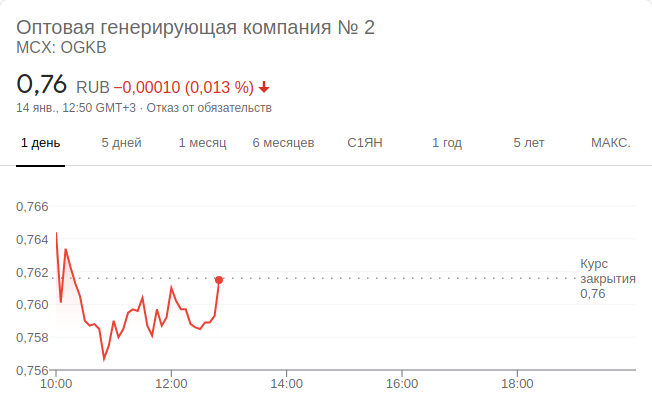 Оптовая генерирующая компания № 2
MCX: OGKB
0,76 RUB −0,00010 (0,013 %)
14 янв., 12:50 GMT+3 · Отказ от обязательств
1 день 5 дней 1 месяц 6 месяцев С1ЯН 1 год 5 лет МАКС.
0,766
0,764
0,762
0,760
0,758
0,756
Курс
закрытия
0,76
10:00 12:00 14:00 16:00 18:00